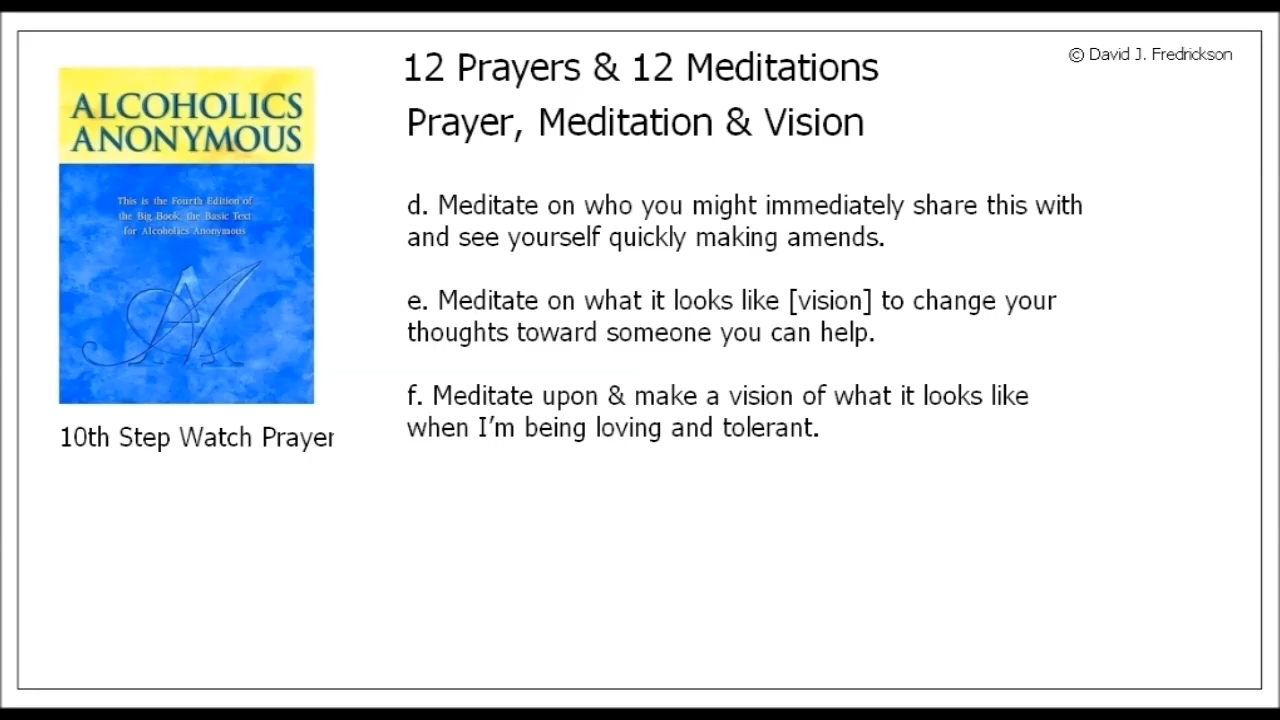 12 Prayers & 12 Meditations
© David J. Fredrickson
Prayer, Meditation & Vision
ALCOHOLICS
ANONYMOUS
This is the Fourth Edition of
the Big Book, the Basic Text
for Alcoholics Anonymous
AA
10th Step Watch Prayer
d. Meditate on who you might immediately share this with
and see yourself quickly making amends.
e. Meditate on what it looks like [vision] to change your
thoughts toward someone you can help.
f. Meditate upon & make a vision of what it looks like
when I’m being loving and tolerant.